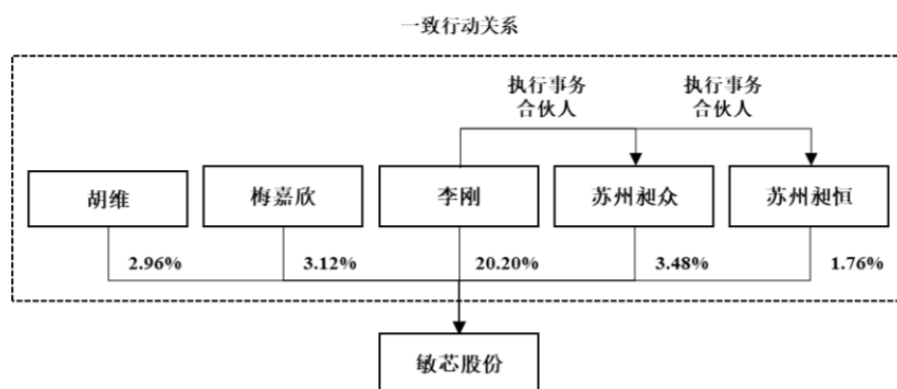 一致行动关系
执行事务
合伙人
执行事务
合伙人
胡维
梅嘉欣
李刚
苏州昶众
苏州昶恒
2.96%
3.12%
20.20%
3.48%
1.76%
敏芯股份